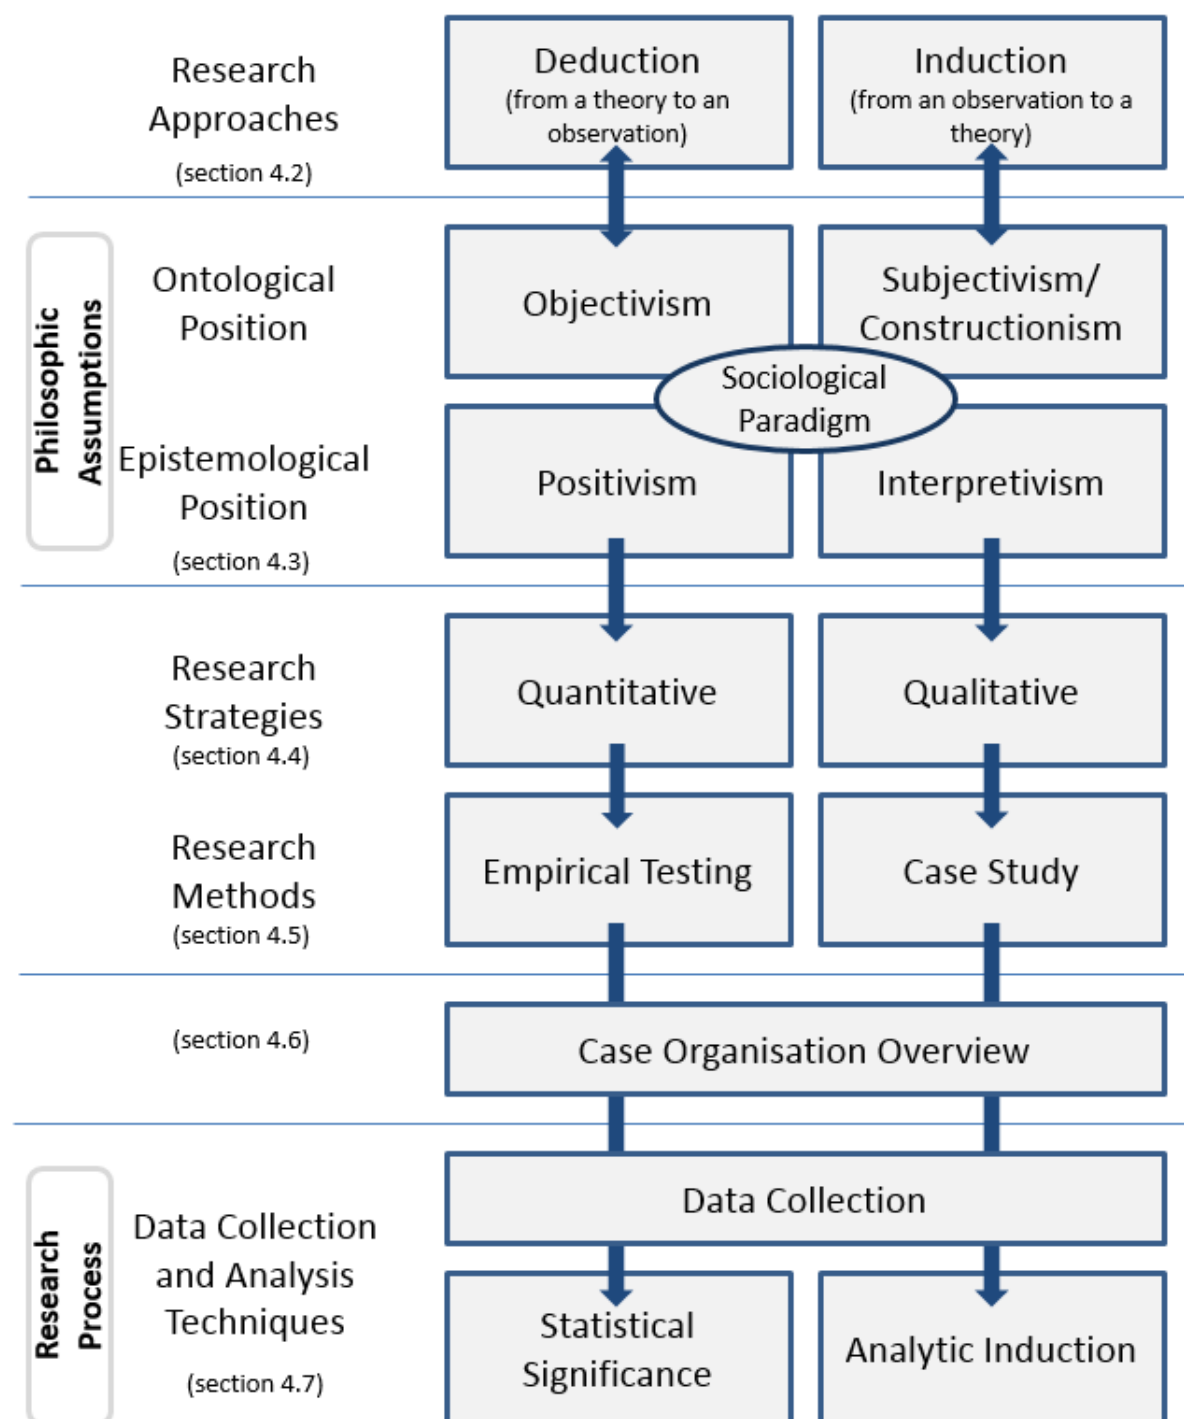 Research
Approaches
(section 4.2)
Deduction
(from a theory to an
observation)
Induction
(from an observation to a
theory)
Philosophic
Assumptions
Ontological
Position
Objectivism
Subjectivism/
Constructionism
Sociological
Paradigm
Epistemological
Position
(section 4.3)
Positivism
Interpretivism
Research
Strategies
(section 4.4)
Quantitative
Qualitative
Research
Methods
(section 4.5)
Empirical Testing
Case Study
(section 4.6)
Case Organisation Overview
Research
Process
Data Collection
and Analysis
Techniques
(section 4.7)
Data Collection
Statistical
Significance
Analytic Induction